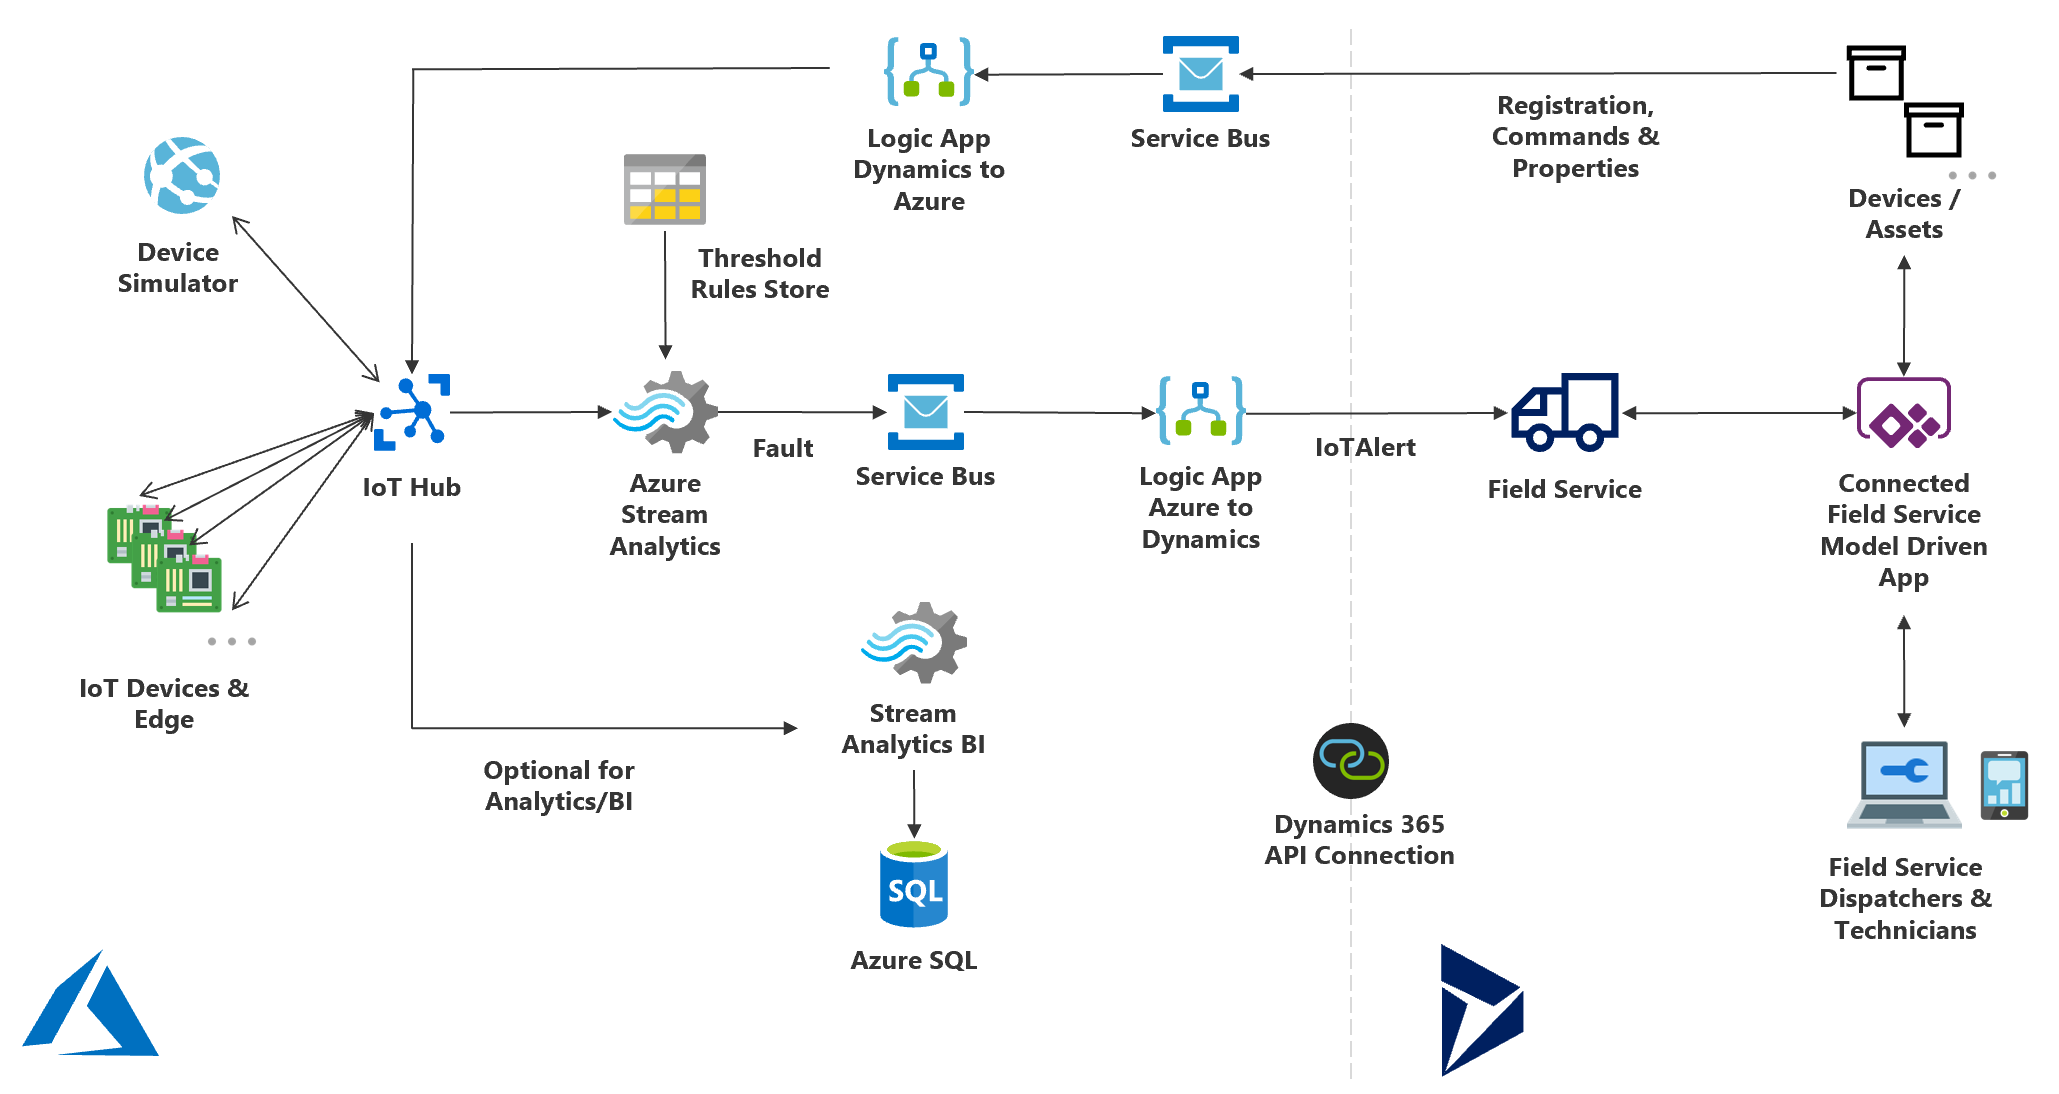 Logic App
Dynamics to
Azure
Service Bus
Registration,
Commands &
Properties
Devices /
Assets
Device
Simulator
Threshold
Rules Store
IoT Hub
Azure
Stream
Analytics
Fault
Service Bus
Logic App
Azure to
Dynamics
IoTAlert
Field Service
Connected
Field Service
Model Driven
App
IoT Devices &
Edge
Optional for
Analytics/BI
Stream
Analytics BI
SQL
Azure SQL
Dynamics 365
API Connection
Field Service
Dispatchers &
Technicians